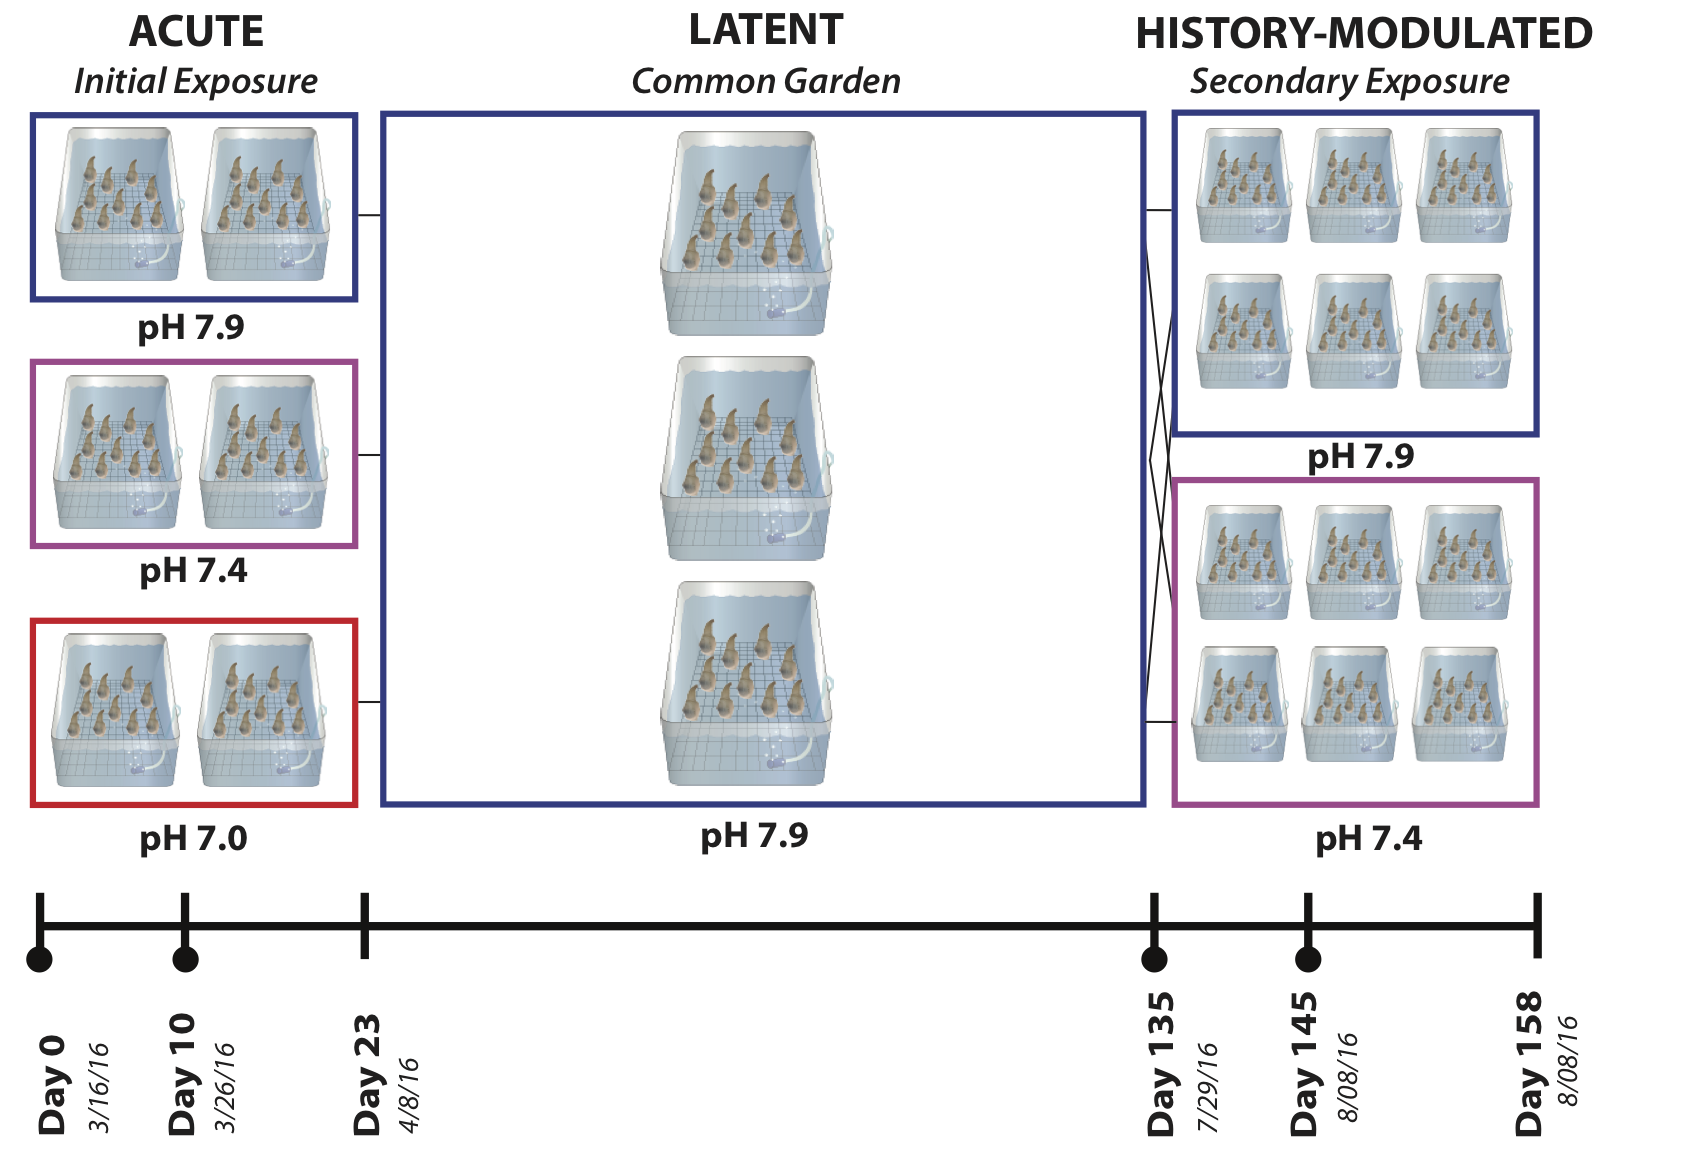 ACUTE
Initial Exposure
LATENT
Common Garden
HISTORY-MODULATED
Secondary Exposure
pH 7.9
pH 7.4
pH 7.0
pH 7.9
pH 7.9
pH 7.4
Day 0
3/16/16
Day 10
3/26/16
Day 23
4/8/16
Day 135
7/29/16
Day 145
8/08/16
Day 158
8/08/16